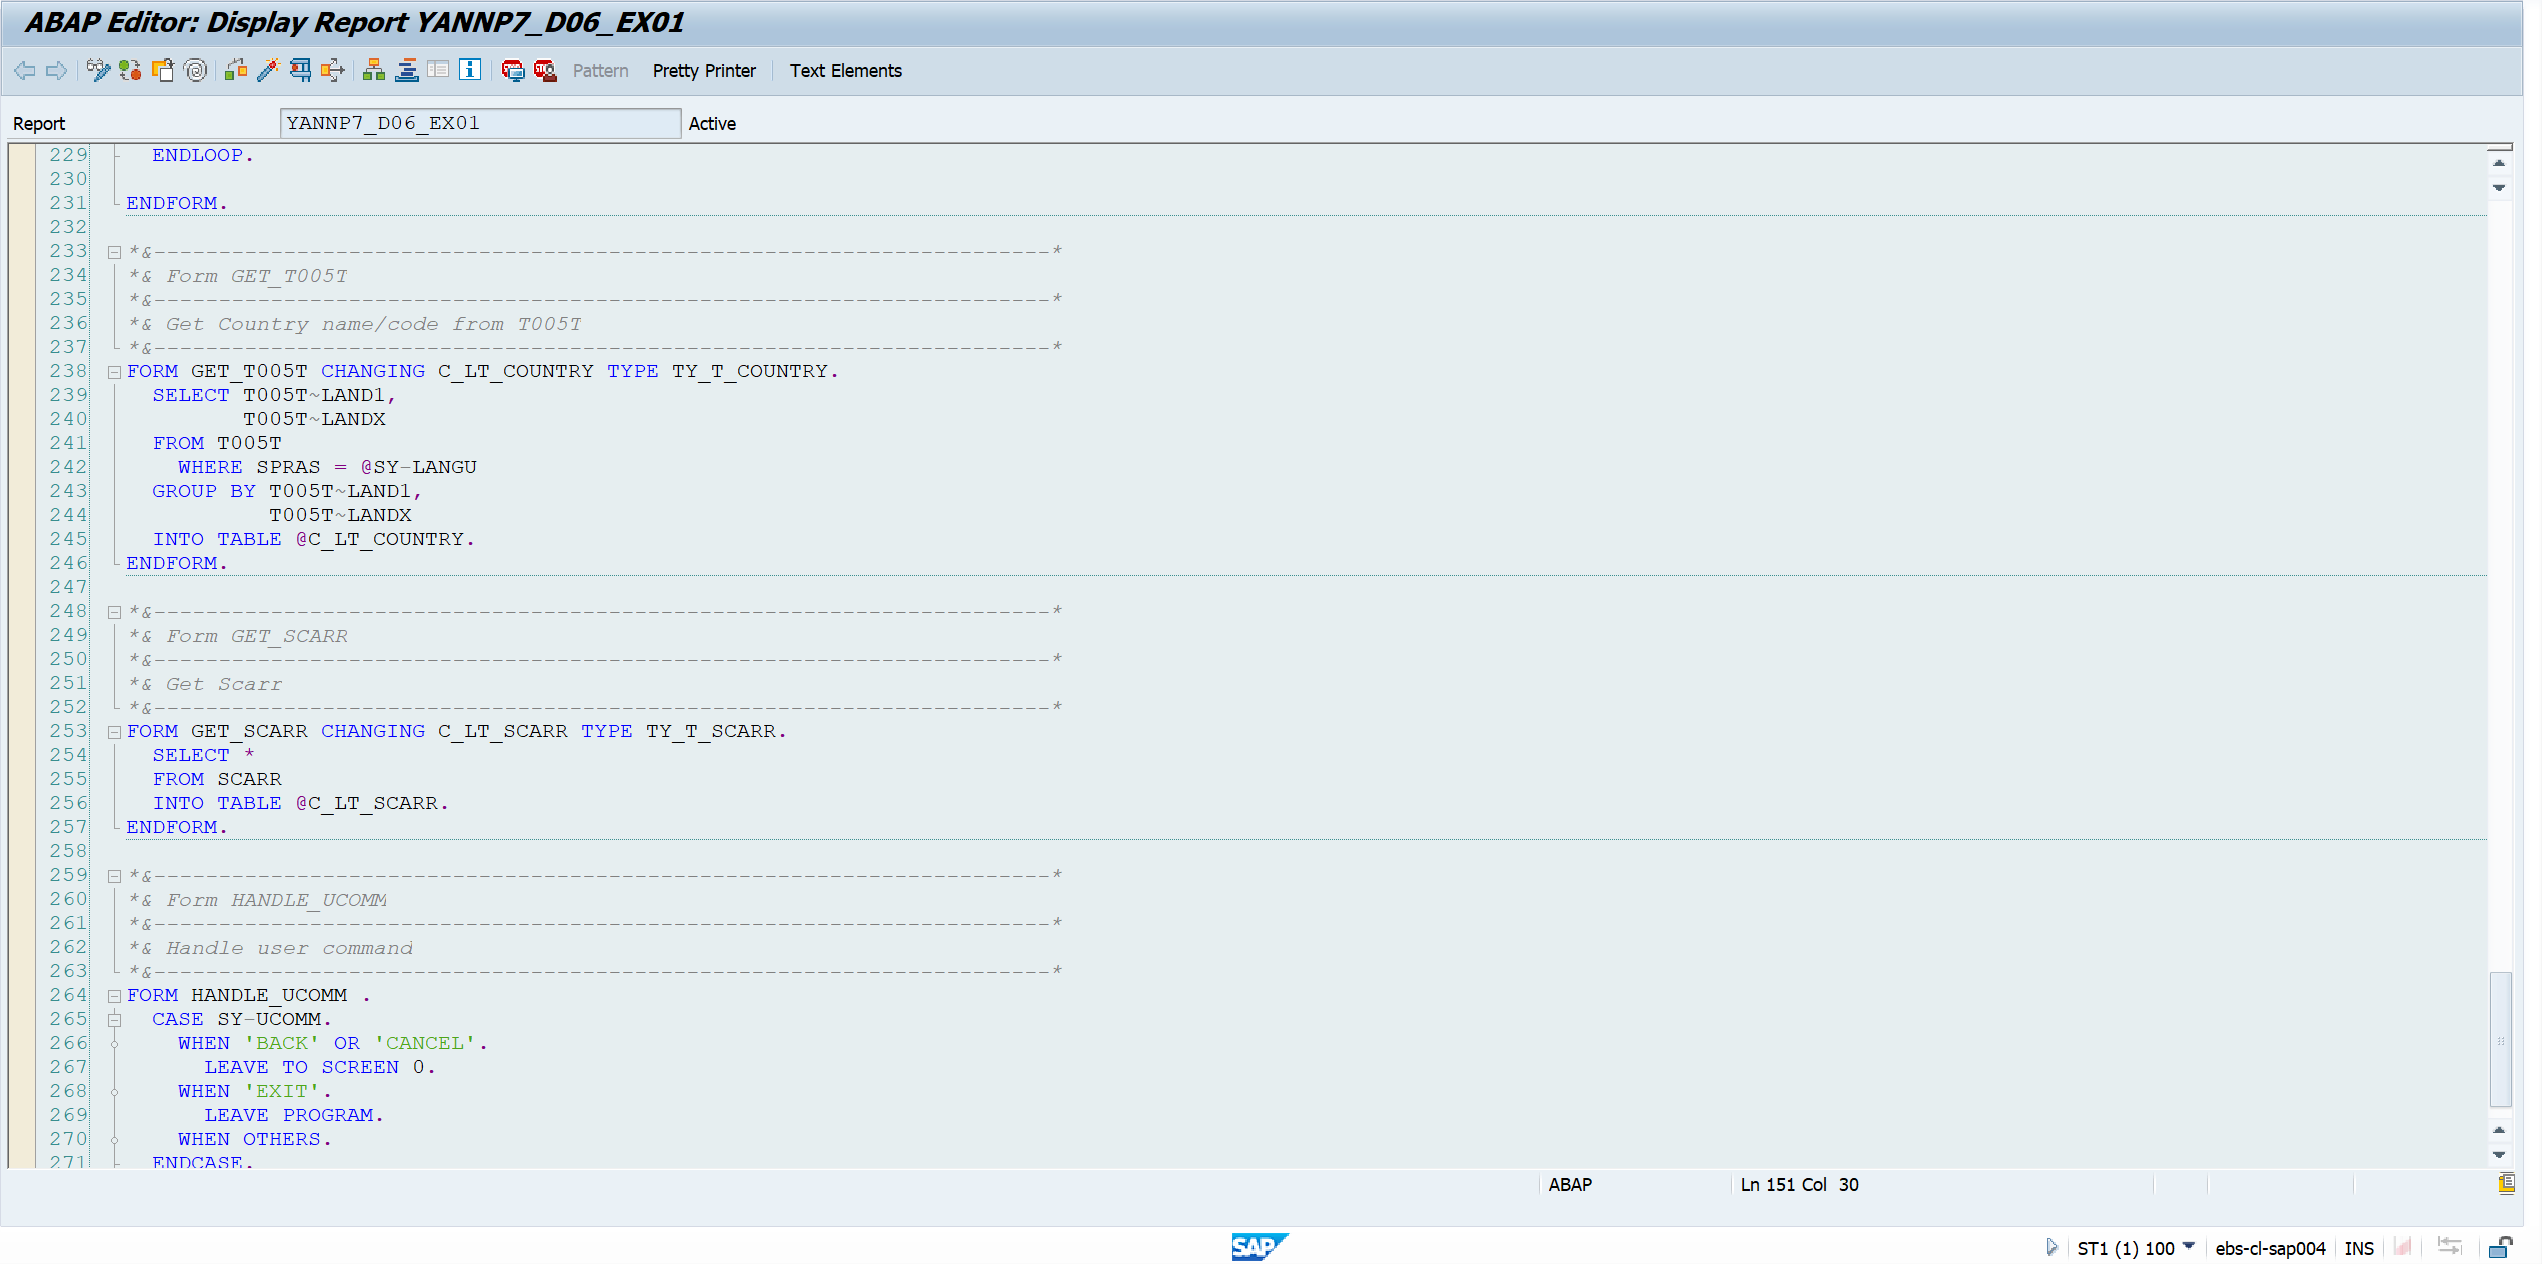 ABAP Editor: Display Report YANNP7_D06_EX01
Pattern Pretty Printer Text Elements
Report YANNP7_D06_EX01 Active
229 ENDLOOP.
230
231 ENDFORM.
232
233 *&---------------------------------------------------------------------*
234 *& Form GET_T005T
235 *&---------------------------------------------------------------------*
236 *& Get Country name/code from T005T
237 *&---------------------------------------------------------------------*
238 FORM GET_T005T CHANGING C_LT_COUNTRY TYPE TY_T_COUNTRY.
239 SELECT T005T~LAND1,
240 T005T~LANDX
241 FROM T005T
242 WHERE SPRAS = @SY-LANGU
243 GROUP BY T005T~LAND1,
244 T005T~LANDX
245 INTO TABLE @C_LT_COUNTRY.
246 ENDFORM.
247
248 *&---------------------------------------------------------------------*
249 *& Form GET_SCARR
250 *&---------------------------------------------------------------------*
251 *& Get Scarr
252 *&---------------------------------------------------------------------*
253 FORM GET_SCARR CHANGING C_LT_SCARR TYPE TY_T_SCARR.
254 SELECT *
255 FROM SCARR
256 INTO TABLE @C_LT_SCARR.
257 ENDFORM.
258
259 *&---------------------------------------------------------------------*
260 *& Form HANDLE_UCOMM
261 *&---------------------------------------------------------------------*
262 *& Handle user command
263 *&---------------------------------------------------------------------*
264 FORM HANDLE_UCOMM .
265 CASE SY-UCOMM.
266 WHEN 'BACK' OR 'CANCEL'.
267 LEAVE TO SCREEN 0.
268 WHEN 'EXIT'.
269 LEAVE PROGRAM.
270 WHEN OTHERS.
271 ENDCASE.
ABAP Ln 151 Col 30
SAP ST1 (1) 100 ebs-cl-sap004 INS